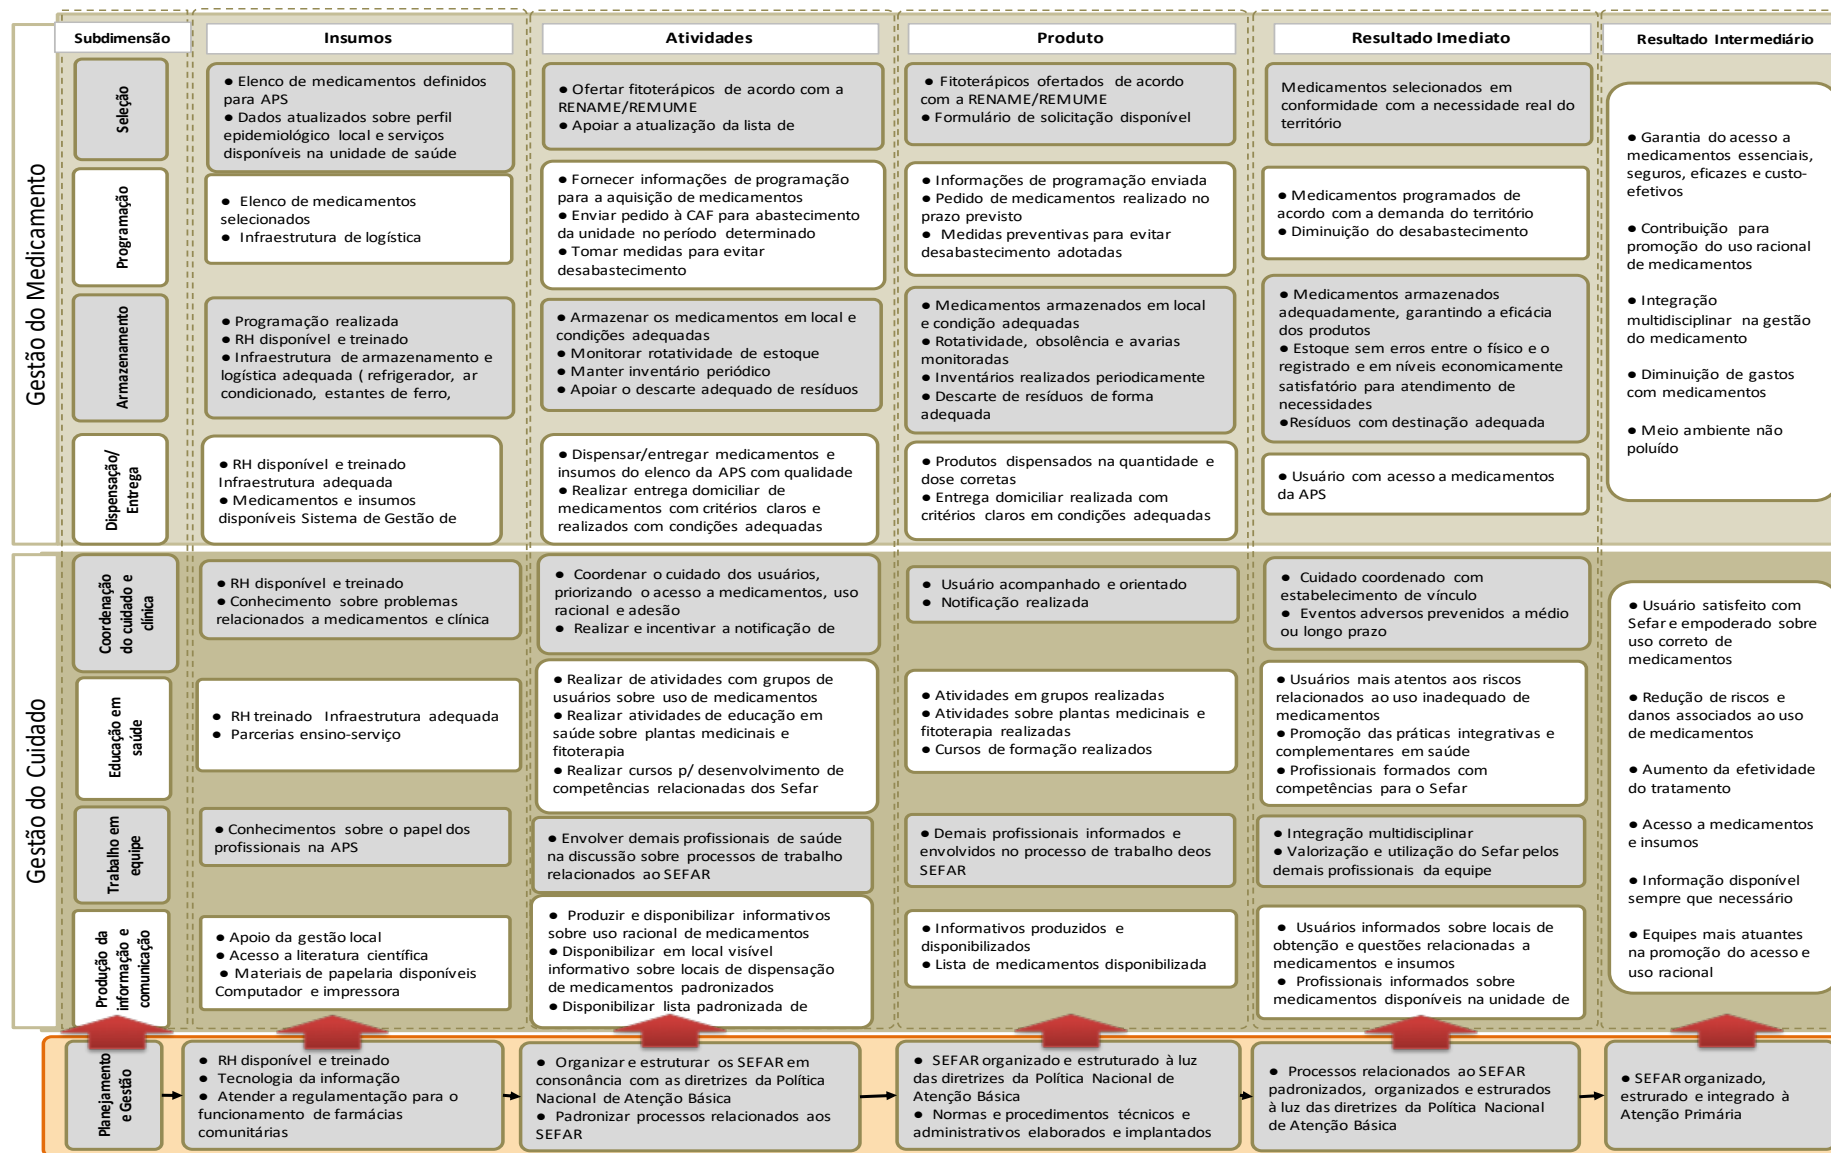 Subdimensão
Insumos
Atividades
Produto
Resultado Imediato
Resultado Intermediário
Gestão do Medicamento
Seleção
● Elenco de medicamentos definidos
para APS
● Dados atualizados sobre perfil
epidemiológico local e serviços
disponíveis na unidade de saúde
● Ofertar fitoterápicos de acordo com a
RENAME/REMUME
● Apoiar a atualização da lista de
● Fitoterápicos ofertados de acordo
com a RENAME/REMUME
● Formulário de solicitação disponível
Medicamentos selecionados em
conformidade com a necessidade real do
território
Programação
● Elenco de medicamentos
selecionados
● Infraestrutura de logística
● Fornecer informações de programação
para a aquisição de medicamentos
● Enviar pedido à CAF para abastecimento
da unidade no período determinado
● Tomar medidas para evitar
desabastecimento
● Informações de programação enviada
● Pedido de medicamentos realizado no
prazo previsto
● Medidas preventivas para evitar
desabastecimento adotadas
● Medicamentos programados de
acordo com a demanda do território
● Diminuição do desabastecimento
Armazenamento
● Programação realizada
● RH disponível e treinado
● Infraestrutura de armazenamento e
logística adequada ( refrigerador, ar
condicionado, estantes de ferro,
● Armazenar os medicamentos em local e
condições adequadas
● Monitorar rotatividade de estoque
● Manter inventário periódico
● Apoiar o descarte adequado de resíduos
● Medicamentos armazenados em local
e condição adequadas
● Rotatividade, obsolência e avarias
monitoradas
● Inventários realizados periodicamente
● Descarte de resíduos de forma
adequada
● Medicamentos armazenados
adequadamente, garantindo a eficácia
dos produtos
● Estoque sem erros entre o físico e o
registrado e em níveis economicamente
satisfatório para atendimento de
necessidades
●Resíduos com destinação adequada
Dispensação/
Entrega
● RH disponível e treinado
Infraestrutura adequada
● Medicamentos e insumos
disponíveis Sistema de Gestão de
● Dispensar/entregar medicamentos e
insumos do elenco da APS com qualidade
● Realizar entrega domiciliar de
medicamentos com critérios claros e
realizados com condições adequadas
● Produtos dispensados na quantidade e
dose corretas
● Entrega domiciliar realizada com
critérios claros em condições adequadas
● Usuário com acesso a medicamentos
da APS
● Garantia do acesso a
medicamentos essenciais,
seguros, eficazes e custo-
efetivos
● Contribuição para
promoção do uso racional
de medicamentos
● Integração
multidisciplinar na gestão
do medicamento
● Diminuição de gastos
com medicamentos
● Meio ambiente não
poluído
Gestão do Cuidado
Coordenação
do cuidado e
clínica
● RH disponível e treinado
● Conhecimento sobre problemas
relacionados a medicamentos e clínica
● Coordenar o cuidado dos usuários,
priorizando o acesso a medicamentos, uso
racional e adesão
● Realizar e incentivar a notificação de
● Usuário acompanhado e orientado
● Notificação realizada
● Cuidado coordenado com
estabelecimento de vínculo
● Eventos adversos prevenidos a médio
ou longo prazo
Educação em
saúde
● RH treinado Infraestrutura adequada
● Parcerias ensino-serviço
● Realizar de atividades com grupos de
usuários sobre uso de medicamentos
● Realizar atividades de educação em
saúde sobre plantas medicinais e
fitoterapia
● Realizar cursos p/ desenvolvimento de
competências relacionadas dos Sefar
● Atividades em grupos realizadas
● Atividades sobre plantas medicinais e
fitoterapia realizadas
● Cursos de formação realizados
● Usuários mais atentos aos riscos
relacionados ao uso inadequado de
medicamentos
● Promoção das práticas integrativas e
complementares em saúde
● Profissionais formados com
competências para o Sefar
Trabalho em
equipe
● Conhecimentos sobre o papel dos
profissionais na APS
● Envolver demais profissionais de saúde
na discussão sobre processos de trabalho
relacionados ao SEFAR
● Demais profissionais informados e
envolvidos no processo de trabalho deos
SEFAR
● Integração multidisciplinar
● Valorização e utilização do Sefar pelos
demais profissionais da equipe
Produção da
informação e
comunicação
● Apoio da gestão local
● Acesso a literatura científica
● Materiais de papelaria disponíveis
Computador e impressora
● Produzir e disponibilizar informativos
sobre uso racional de medicamentos
● Disponibilizar em local visível
informativo sobre locais de dispensação
de medicamentos padronizados
● Disponibilizar lista padronizada de
● Informativos produzidos e
disponibilizados
● Lista de medicamentos disponibilizada
● Usuários informados sobre locais de
obtenção e questões relacionadas a
medicamentos e insumos
● Profissionais informados sobre
medicamentos disponíveis na unidade de
● Usuário satisfeito com
Sefar e empoderado sobre
uso correto de
medicamentos
● Redução de riscos e
danos associados ao uso
de medicamentos
● Aumento da efetividade
do tratamento
● Acesso a medicamentos
e insumos
● Informação disponível
sempre que necessário
● Equipes mais atuantes
na promoção do acesso e
uso racional
Planejamento
e Gestão
● RH disponível e treinado
● Tecnologia da informação
● Atender a regulamentação para o
funcionamento de farmácias
comunitárias
● Organizar e estruturar os SEFAR em
consonância com as diretrizes da Política
Nacional de Atenção Básica
● Padronizar processos relacionados aos
SEFAR
● SEFAR organizado e estruturado à luz
das diretrizes da Política Nacional de
Atenção Básica
● Normas e procedimentos técnicos e
administrativos elaborados e implantados
● Processos relacionados ao SEFAR
padronizados, organizados e estrurados
à luz das diretrizes da Política Nacional
de Atenção Básica
● SEFAR organizado,
estrurado e integrado à
Atenção Primária